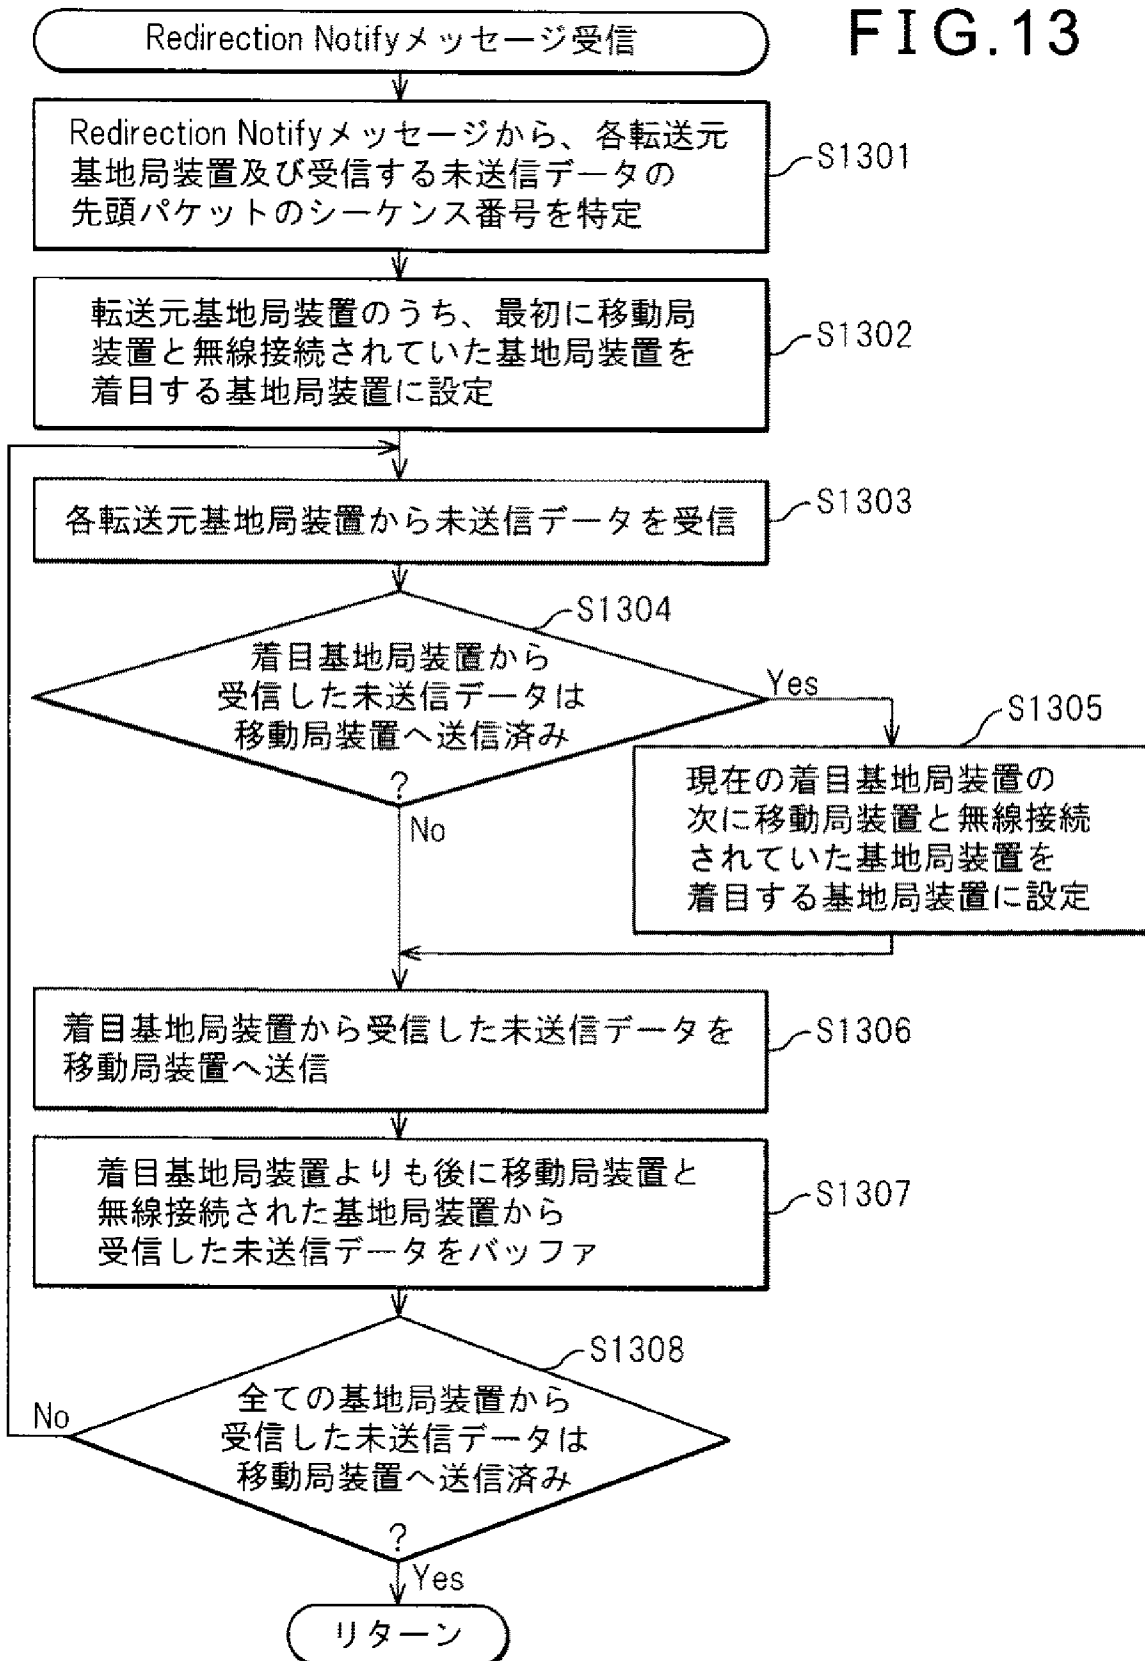 FIG.13
Redirection Notifyメッセージ受信
Redirection Notifyメッセージから、各転送元
基地局装置及び受信する未送信データの
先頭パケットのシーケンス番号を特定
S1301
転送元基地局装置のうち、最初に移動局
装置と無線接続されていた基地局装置を
着目する基地局装置に設定
S1302
各転送元基地局装置から未送信データを受信
S1303
S1304
着目基地局装置から
受信した未送信データは
移動局装置へ送信済み
?
Yes
No
S1305
現在の着目基地局装置の
次に移動局装置と無線接続
されていた基地局装置を
着目する基地局装置に設定
着目基地局装置から受信した未送信データを
移動局装置へ送信
S1306
着目基地局装置よりも後に移動局装置と
無線接続された基地局装置から
受信した未送信データをバッファ
S1307
S1308
全ての基地局装置から
受信した未送信データは
移動局装置へ送信済み
?
No
Yes
リターン